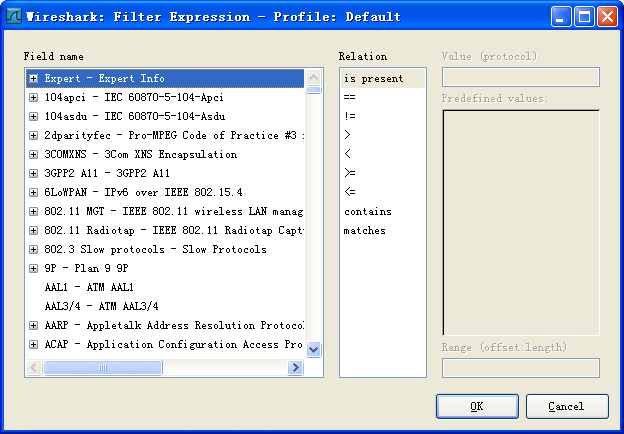 Wireshark: Filter Expression - Profile: Default
Field name
Relation
Value (protocol)
Expert - Expert Info
104apci - IEC 60870-5-104-Apci
104asdu - IEC 60870-5-104-Asdu
2dparityfec - Pro-MPEG Code of Practice #3
3COMXNS - 3Com XNS Encapsulation
3GPP2 A11 - 3GPP2 A11
6LoWPAN - IPv6 over IEEE 802.15.4
802.11 MGT - IEEE 802.11 wireless LAN manag
802.11 Radiotap - IEEE 802.11 Radiotap Capt
802.3 Slow protocols - Slow Protocols
9P - Plan 9 9P
AAL1 - ATM AAL1
AAL3/4 - ATM AAL3/4
AARP - Appletalk Address Resolution Protoco
ACAP - Application Configuration Access Pro
is present
==
!=
>
<
>=
<=
contains
matches
Predefined values:
Range (offset:length)
OK
Cancel